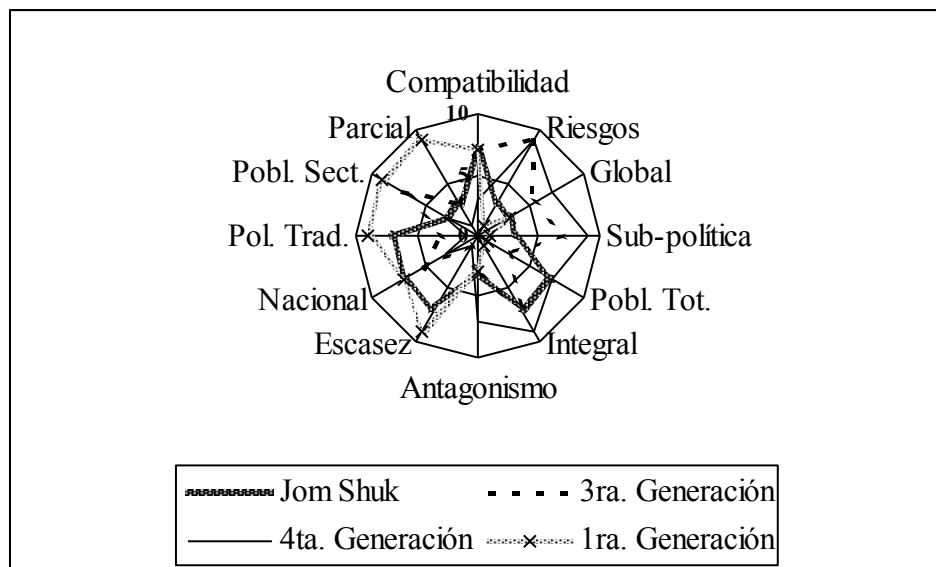 Compatibilidad
10
Parcial
Riesgos
Pobl. Sect.
Global
Pol. Trad.
0
Sub-política
Nacional
Pobl. Tot.
Escasez
Integral
Antagonismo
Jom Shuk
3ra. Generación
4ta. Generación
1ra. Generación